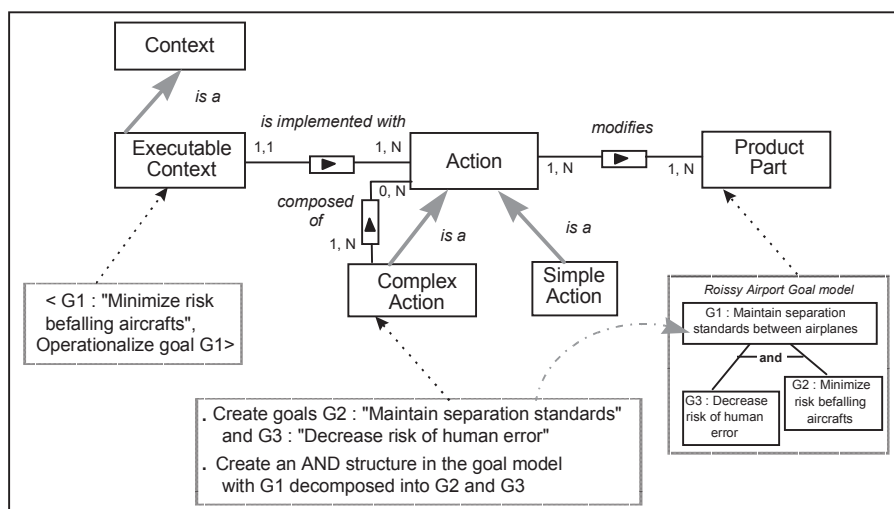 Context
is a
is implemented with
modifies
Executable
Context
1,1
1, N
Action
1, N
1, N
Product
Part
0, N
composed
of
1, N
is a
is a
Complex
Action
Simple
Action
< G1 : "Minimize risk
befalling aircrafts",
Operationalize goal G1>
Roissy Airport Goal model
G1 : Maintain separation
standards between airplanes
and
G3 : Decrease
risk of human
error
G2 : Minimize
risk befalling
aircrafts
. Create goals G2 : "Maintain separation standards"
and G3 : "Decrease risk of human error"
. Create an AND structure in the goal model
with G1 decomposed into G2 and G3